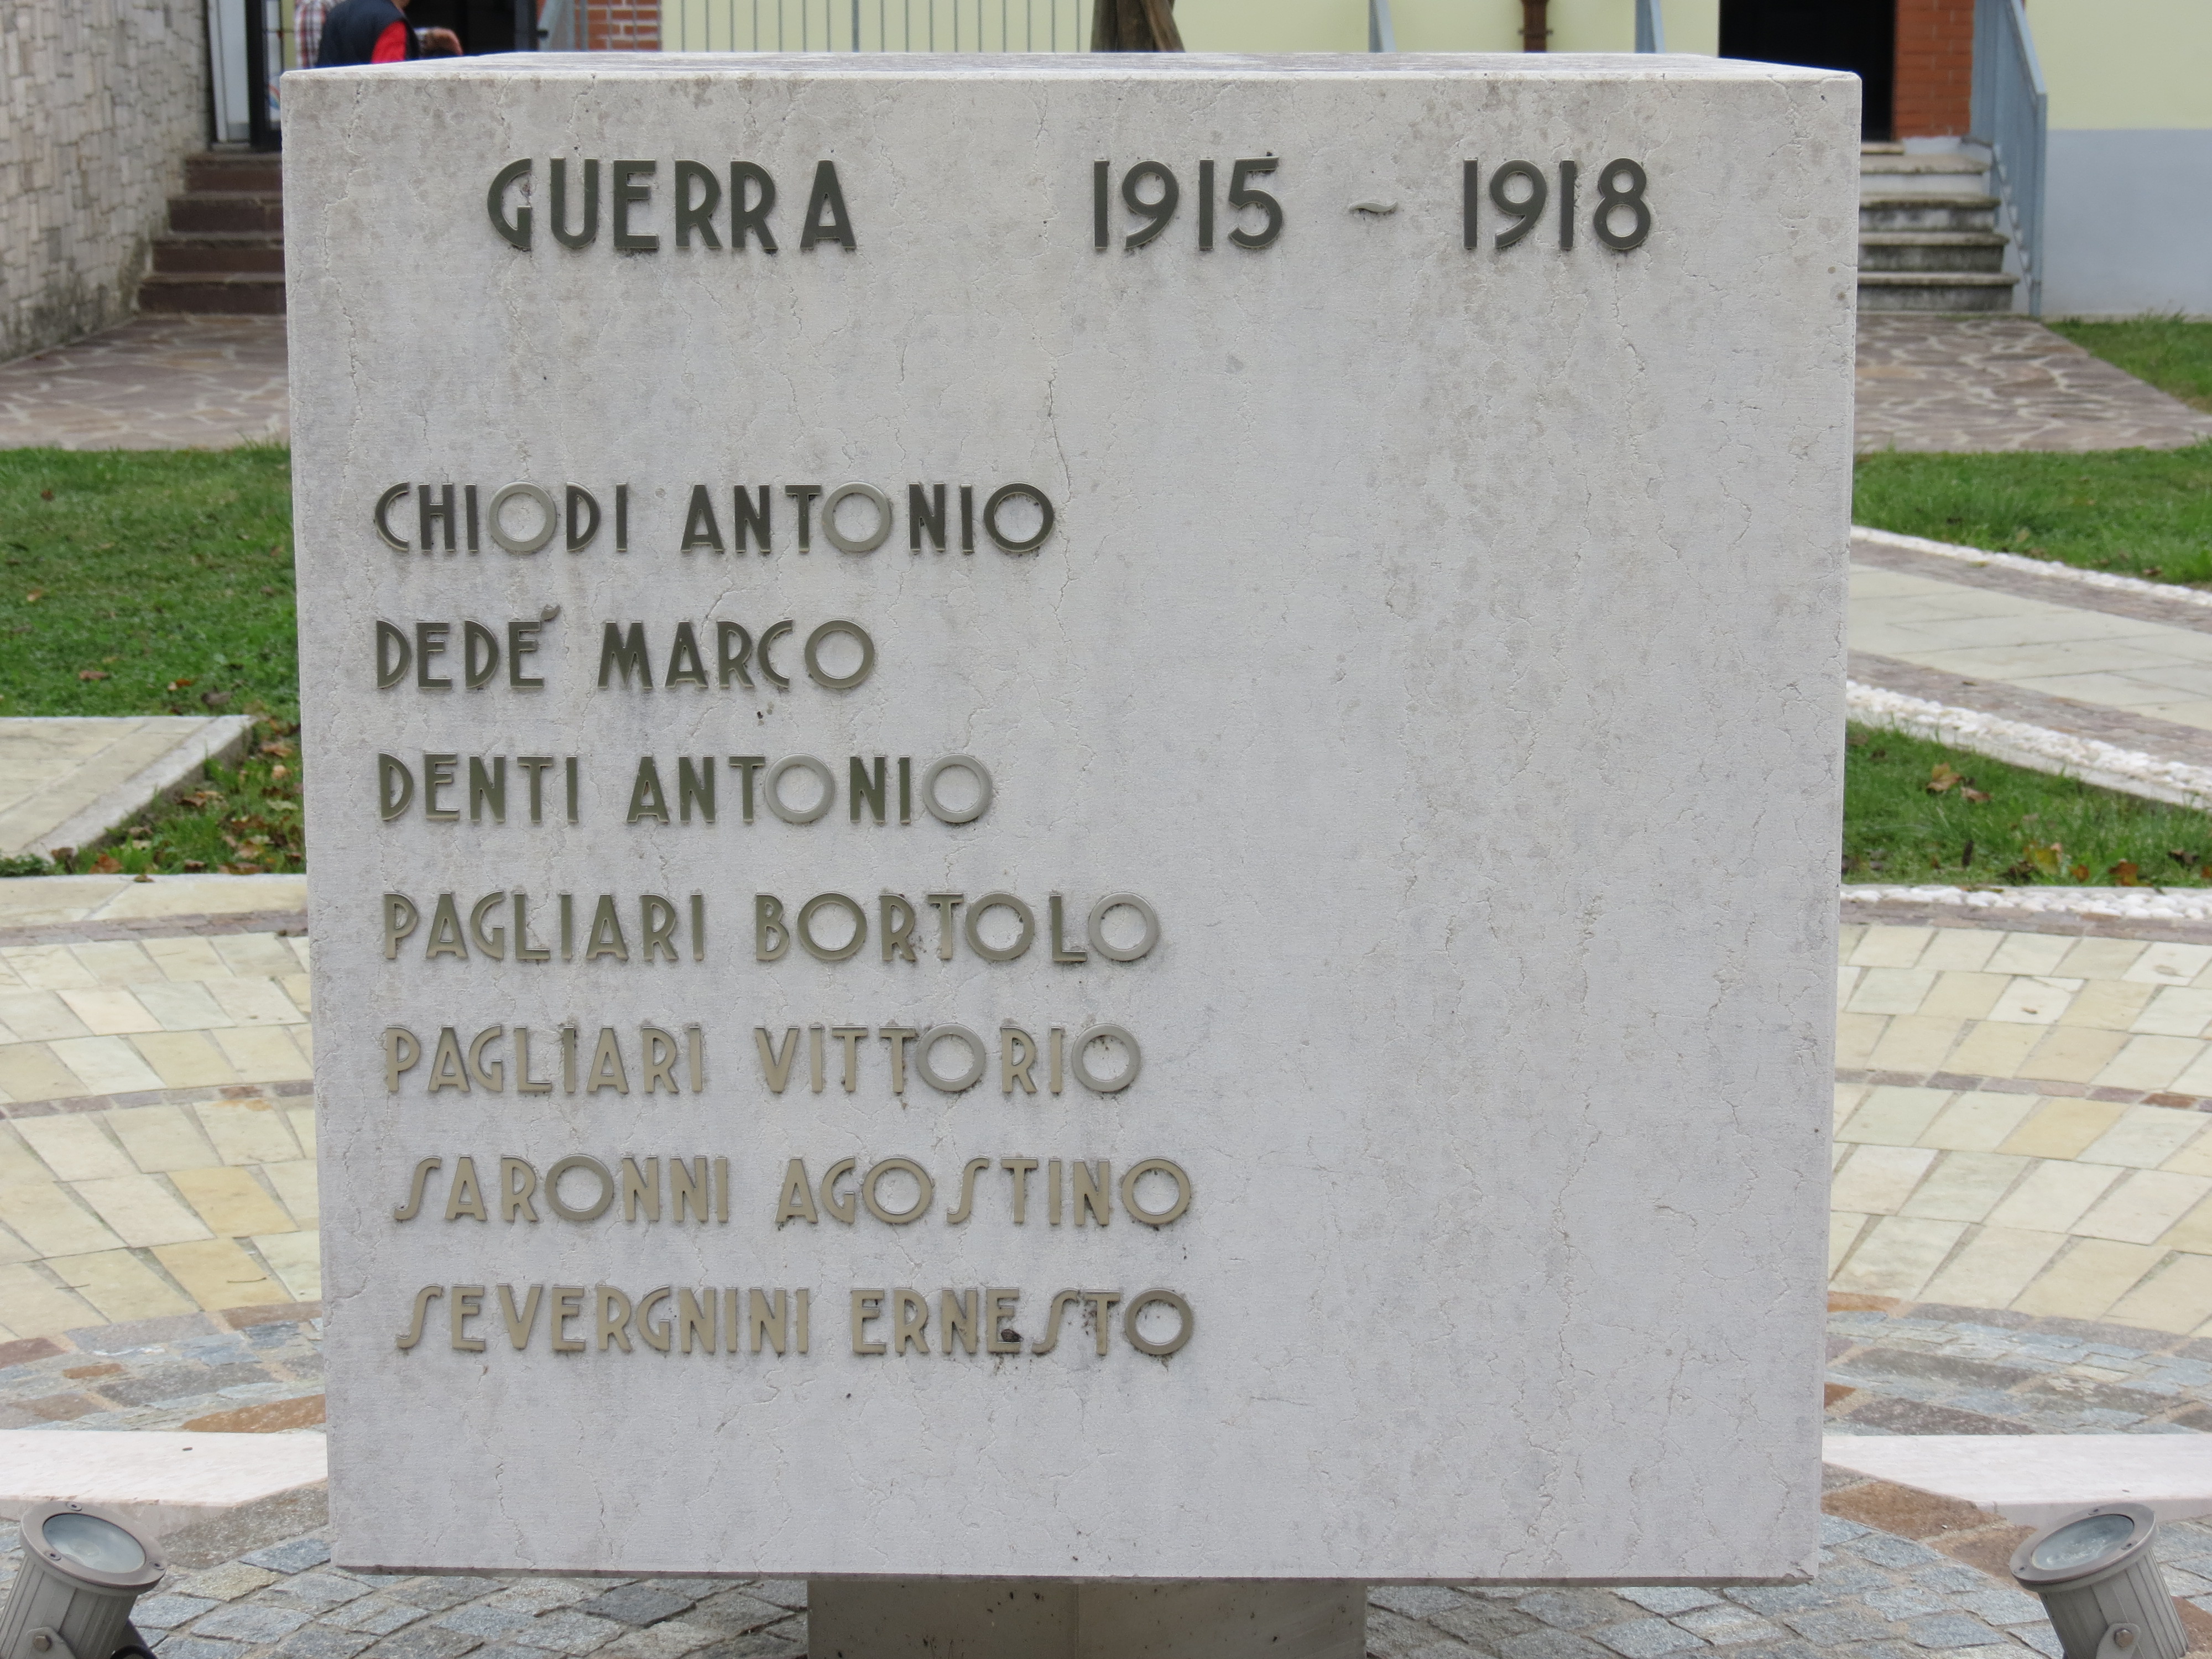 GUERRA 1915 - 1918
CHIODI ANTONIO
DEDÉ MARCO
DENTI ANTONIO
PAGLIARI BORTOLO
PAGLIARI VITTORIO
SARONNI AGOSTINO
SEVERGNINI ERNESTO